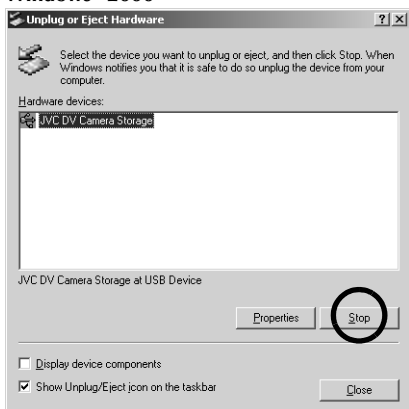 Unplug or Eject Hardware
Select the device you want to unplug or eject, and then click Stop. When
Windows notifies you that it is safe to do so unplug the device from your
computer.
Hardware devices:
JVC DV Camera Storage
JVC DV Camera Storage at USB Device
Properties Stop
Display device components
Show Unplug/Eject icon on the taskbar
Close